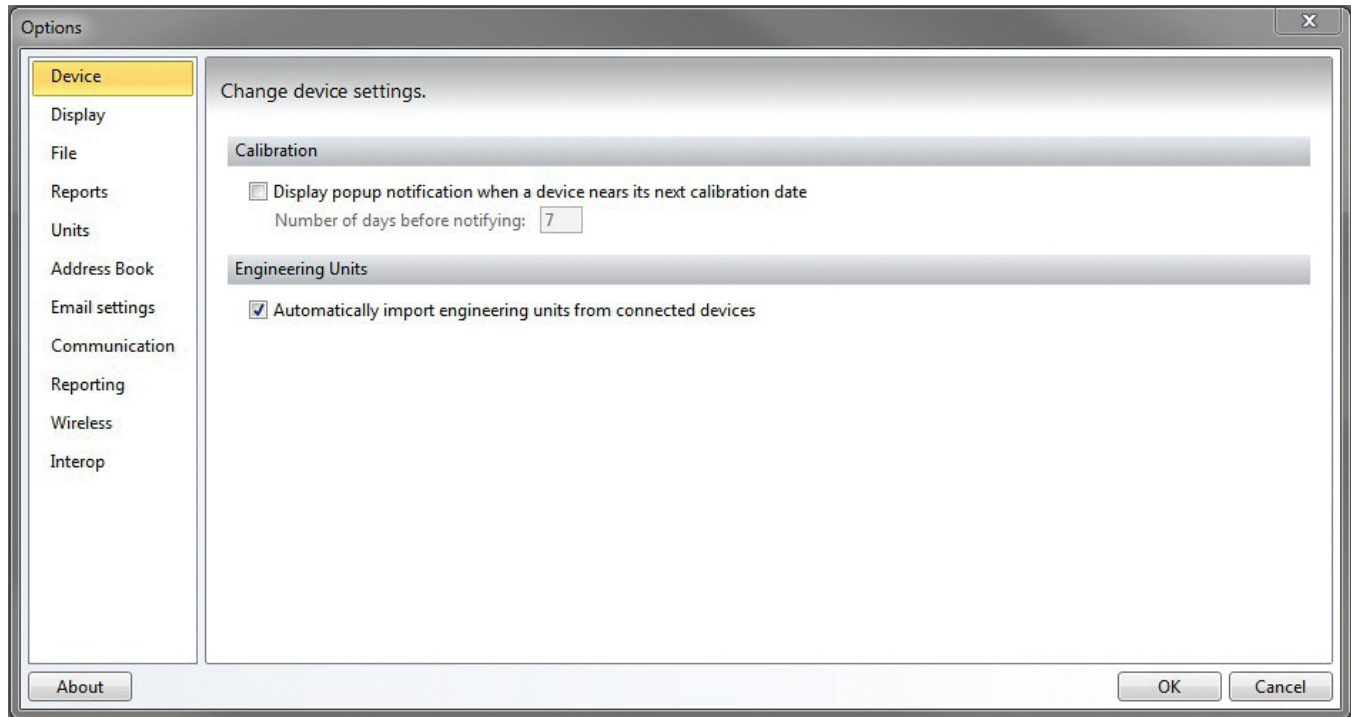 Options
X
Device
Display
File
Reports
Units
Address Book
Email settings
Communication
Reporting
Wireless
Interop
Change device settings.
Calibration
Display popup notification when a device nears its next calibration date
Number of days before notifying: 7
Engineering Units
Automatically import engineering units from connected devices
About
OK
Cancel